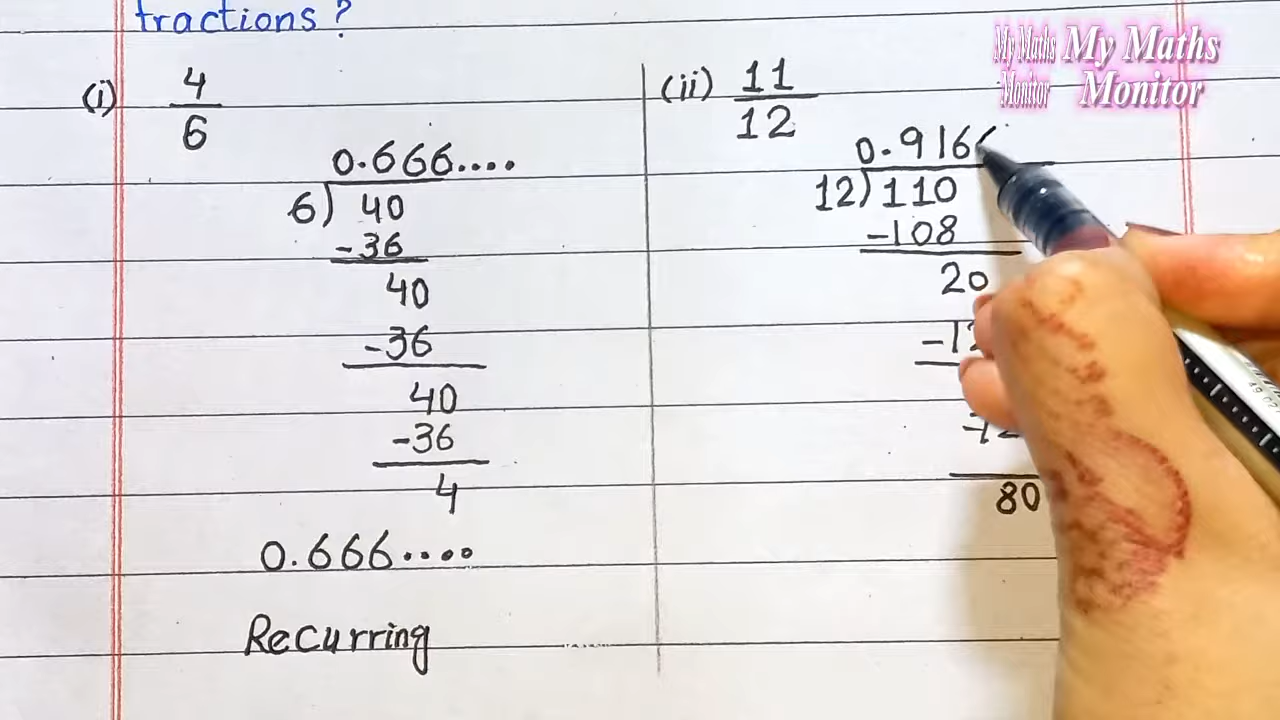 fractions ?
My Maths Monitor
My Maths Monitor
(i) 4/6
0.666....
6) 40
-36
40
-36
40
-36
4
0.666....
Recurring
(ii) 11/12
0.9166
12) 110
-108
20
80